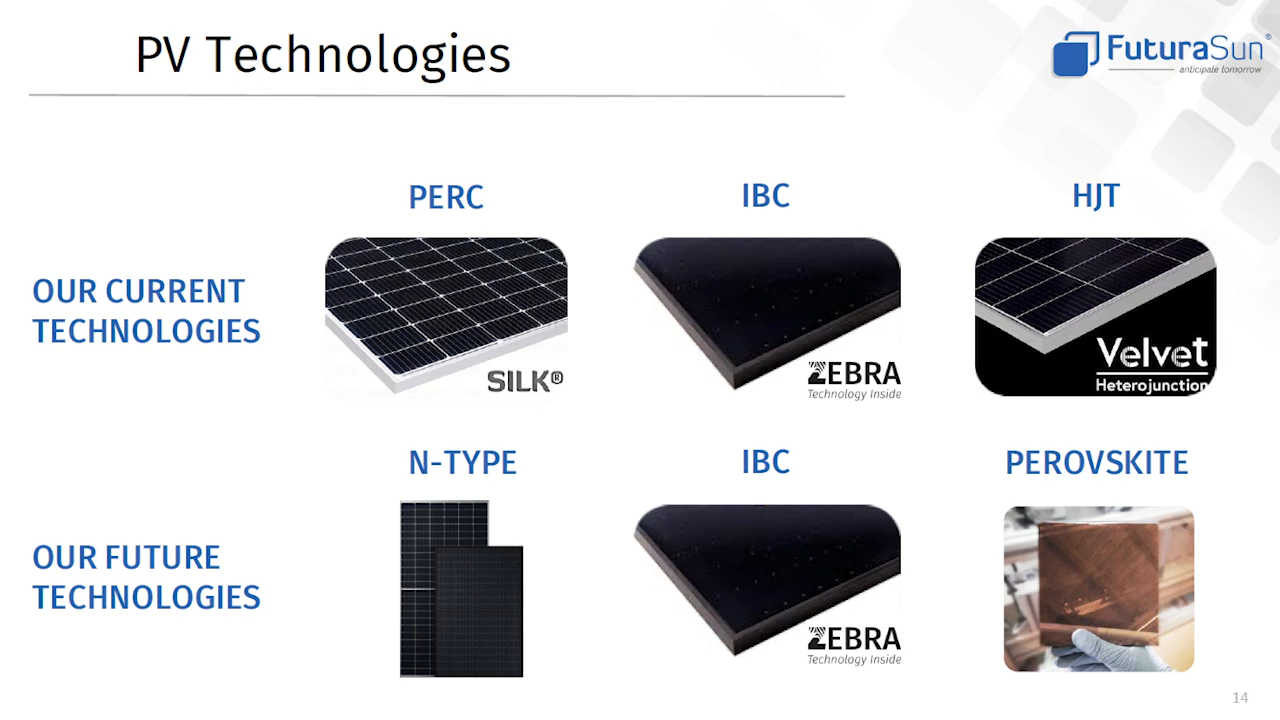 PV Technologies
FuturaSun®
anticipate tomorrow
PERC
IBC
HJT
OUR CURRENT
TECHNOLOGIES
SILK®
ZEBRA
Technology Inside
Velvet
Heterojunction
N-TYPE
IBC
PEROVSKITE
OUR FUTURE
TECHNOLOGIES
ZEBRA
Technology Inside
14